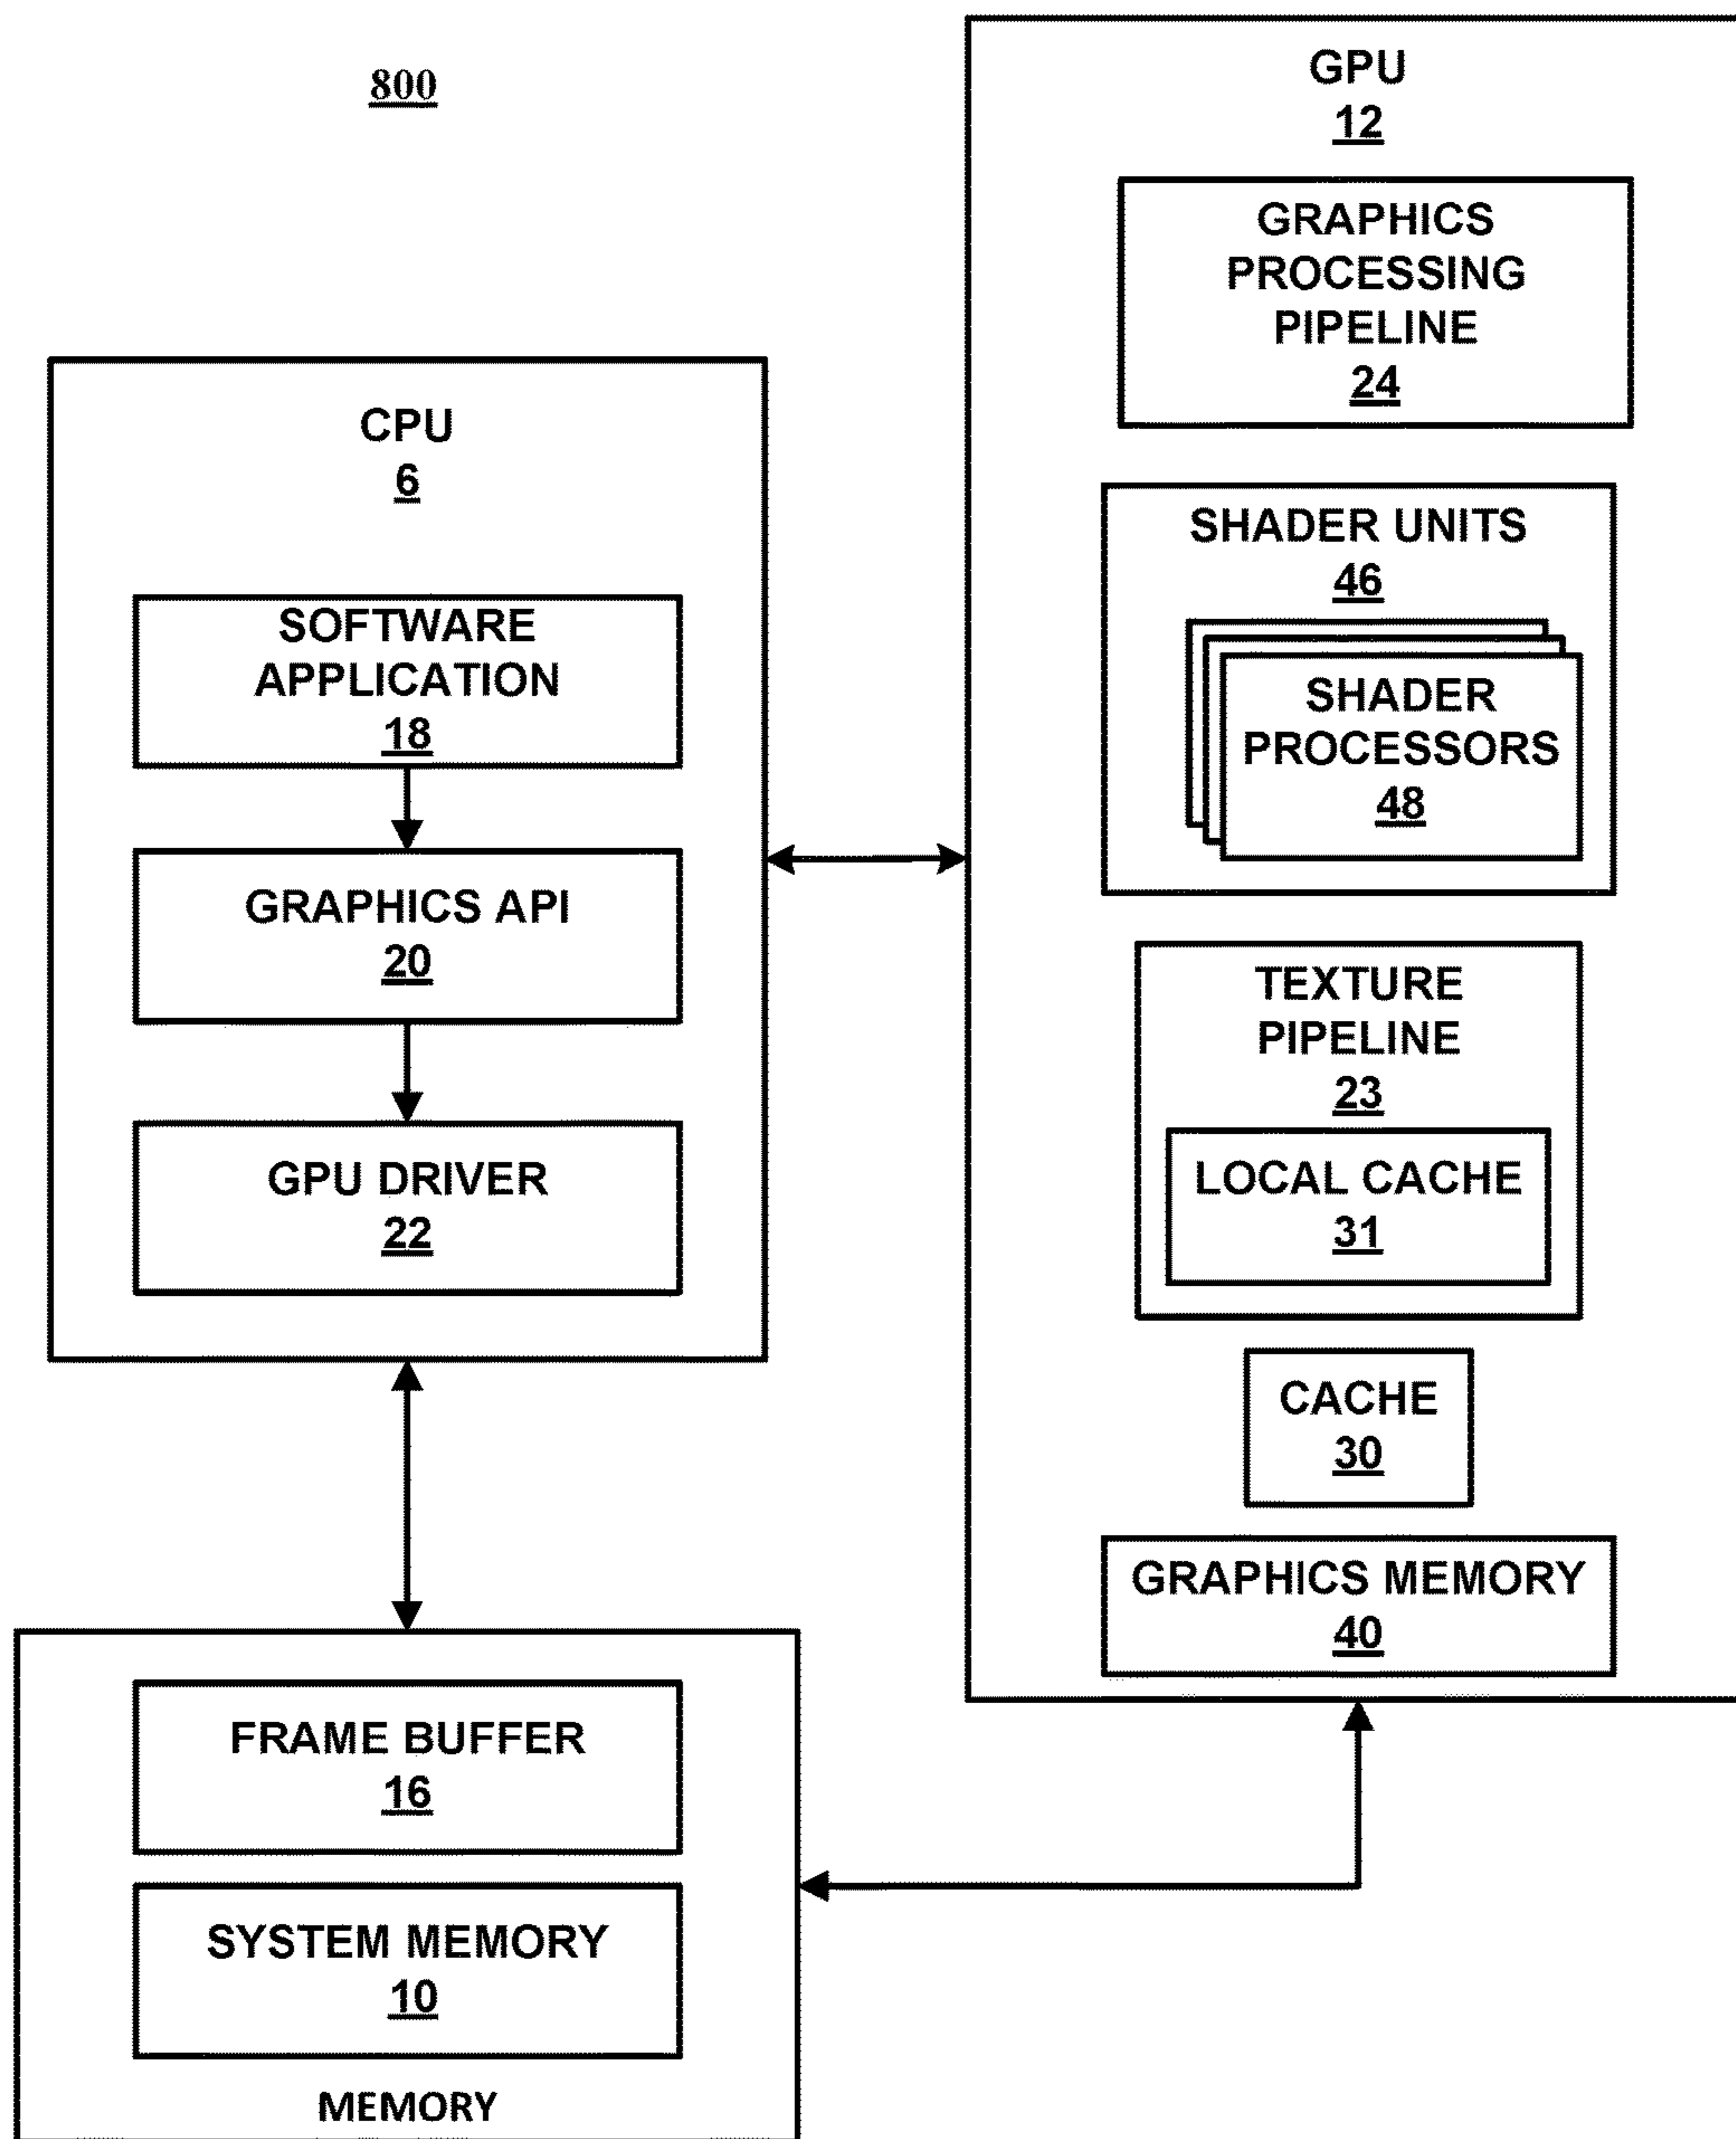 800
CPU
6
SOFTWARE
APPLICATION
18
GRAPHICS API
20
GPU DRIVER
22
FRAME BUFFER
16
SYSTEM MEMORY
10
MEMORY
GPU
12
GRAPHICS
PROCESSING
PIPELINE
24
SHADER UNITS
46
SHADER
PROCESSORS
48
TEXTURE
PIPELINE
23
LOCAL CACHE
31
CACHE
30
GRAPHICS MEMORY
40